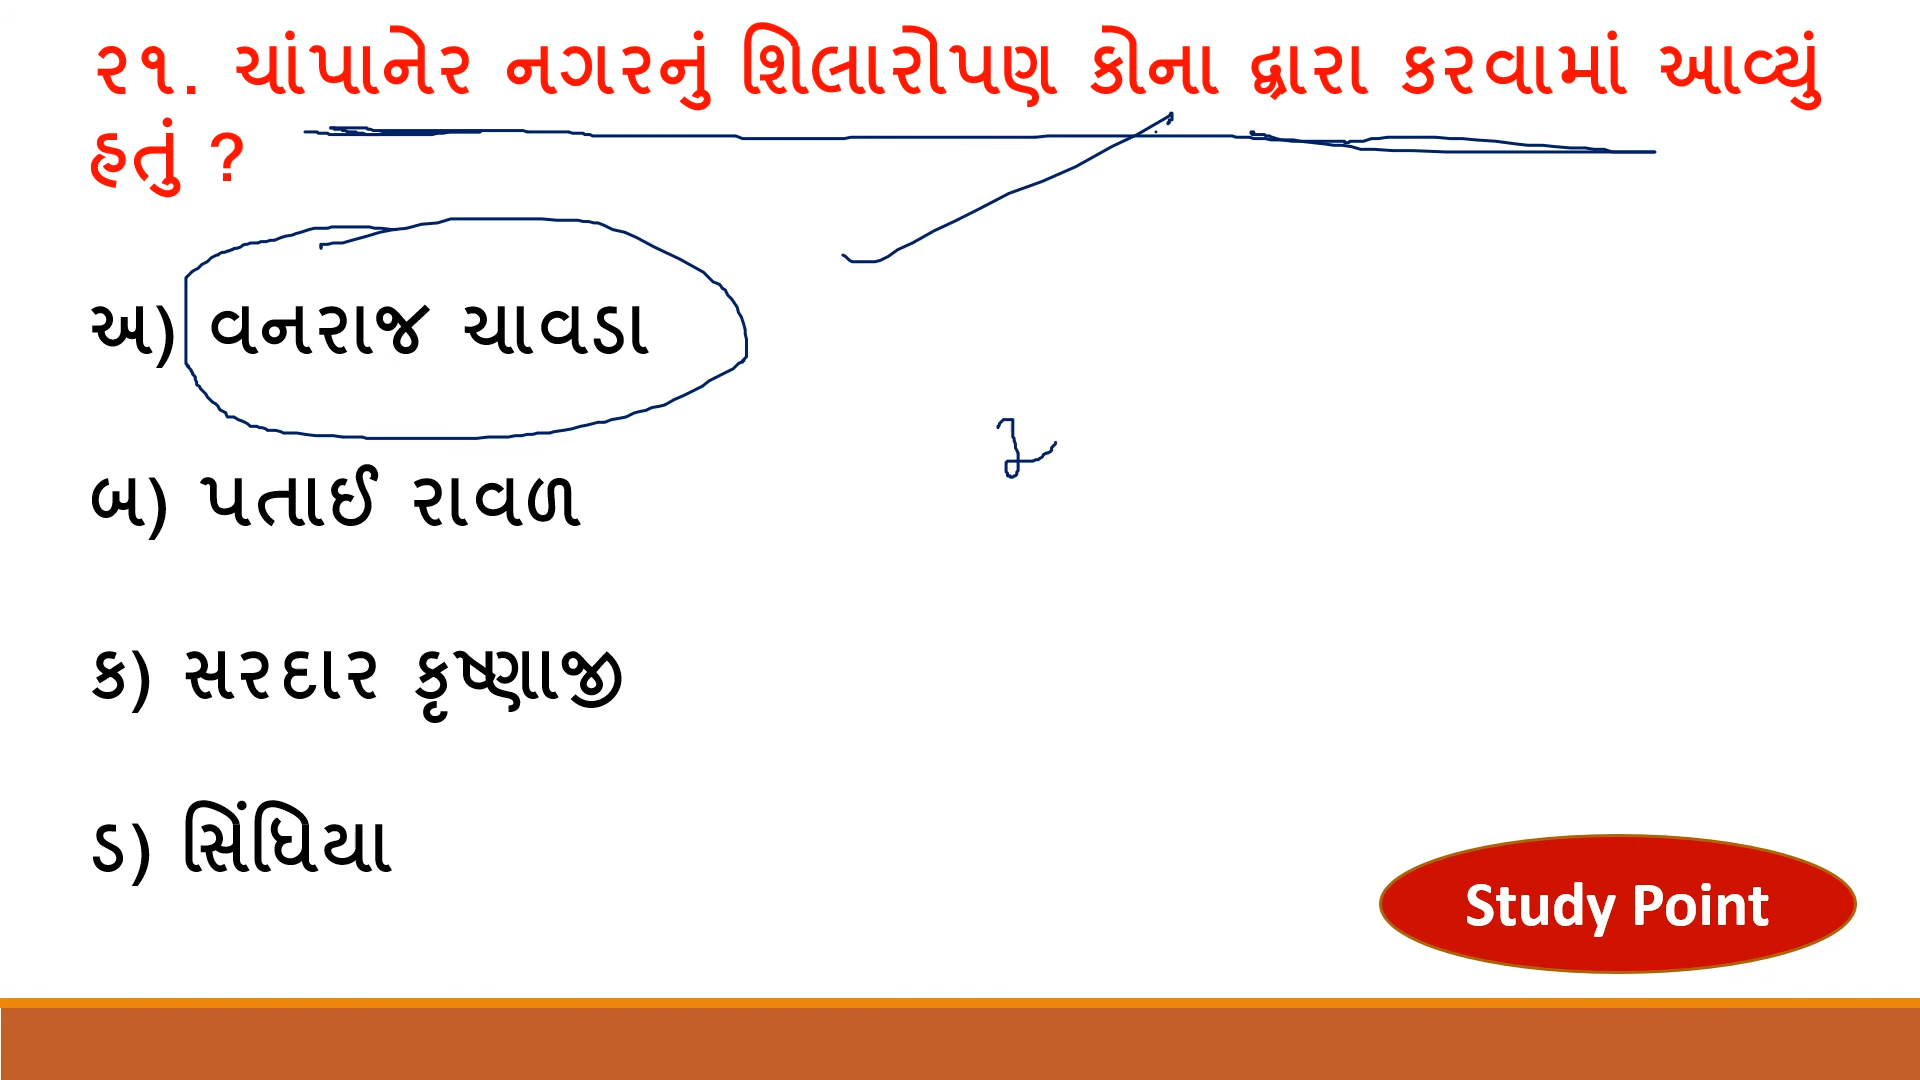 ૨૧. ચાંપાનેર નગરનું શિલારોપણ કોના દ્વારા કરવામાં આવ્યું
હતું ?
અ) વનરાજ ચાવડા
બ) પતાઈ રાવળ
ક) સરદાર કૃષ્ણાજી
ડ) સિંધિયા
Study Point